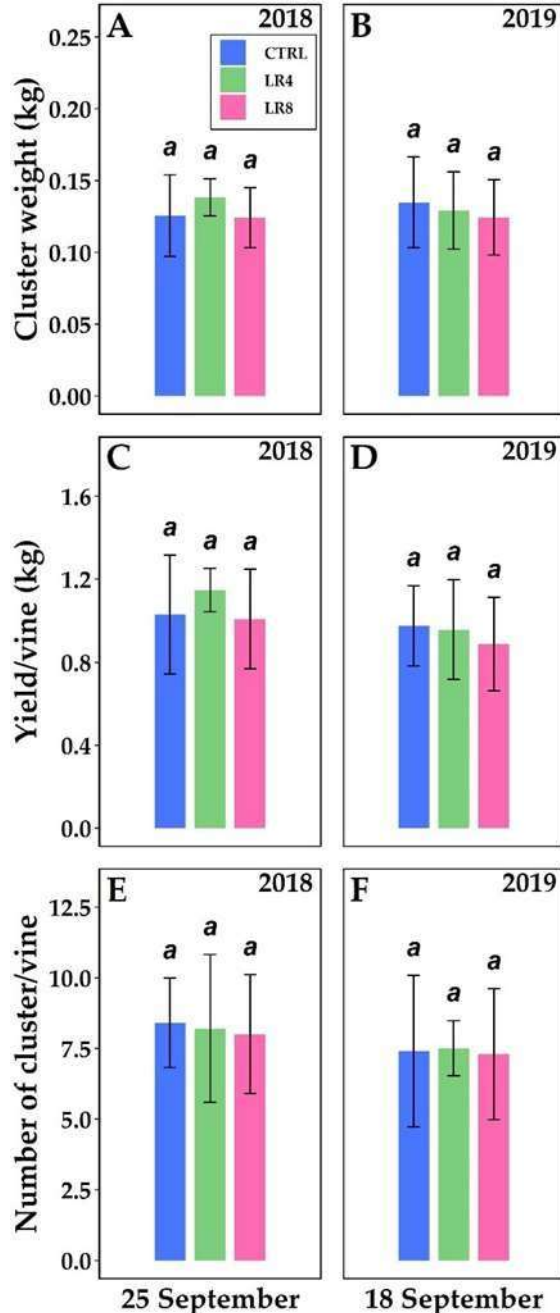 A
2018
CTRL
LR4
LR8
a a a
B
2019
a a a
Cluster weight (kg)
0.25
0.20
0.15
0.10
0.05
0.00
C
2018
a a a
D
2019
a a a
Yield/vine (kg)
1.6
1.2
0.8
0.4
0.0
E
2018
a a a
F
2019
a a a
Number of cluster/vine
12.5
10.0
7.5
5.0
2.5
0.0
25 September
18 September